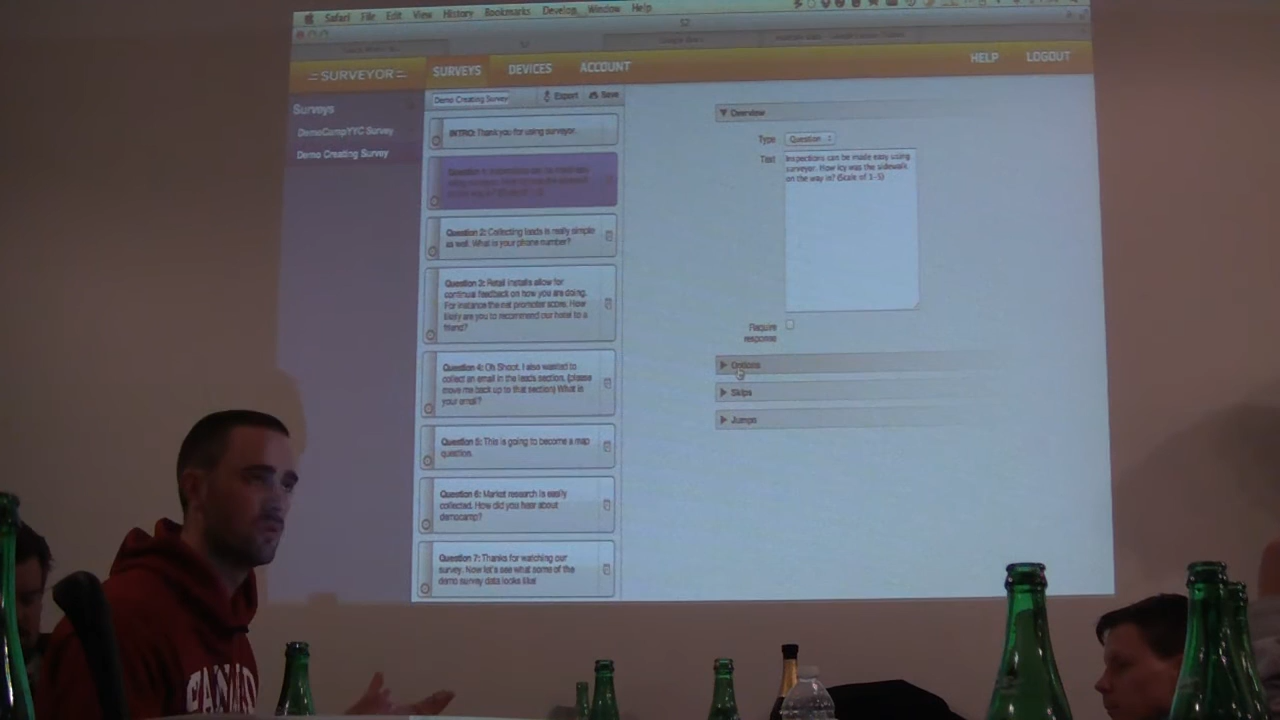 Safari File Edit View History Bookmarks Develop Window Help
SURVEYOR
SURVEYS DEVICES ACCOUNT HELP LOGOUT
Surveys
DemoCampYYC Survey
Demo Creating Survey
Demo Creating Survey Export Save
INTRO: Thank you for using surveyor.
Question 2: Collecting leads is really simple
as well. What is your phone number?
Question 3: Retail installs allow for
continual feedback on how you are doing.
For instance the net promoter score. How
likely are you to recommend our hotel to a
friend?
Question 4: Oh Shoot. I also wanted to
collect an email in the leads section. (please
move me back up to that section) What is
your email?
Question 5: This is going to become a map
question.
Question 6: Market research is easily
collected. How did you hear about
democamp?
Question 7: Thanks for watching our
survey. Now let's see what some of the
demo survey data looks like!
Overview
Type Question
Text
Inspections can be made easy using
surveyor. How icy was the sidewalk
on the way in? (Scale of 1-5)
Require
response
Options
Skips
Jumps